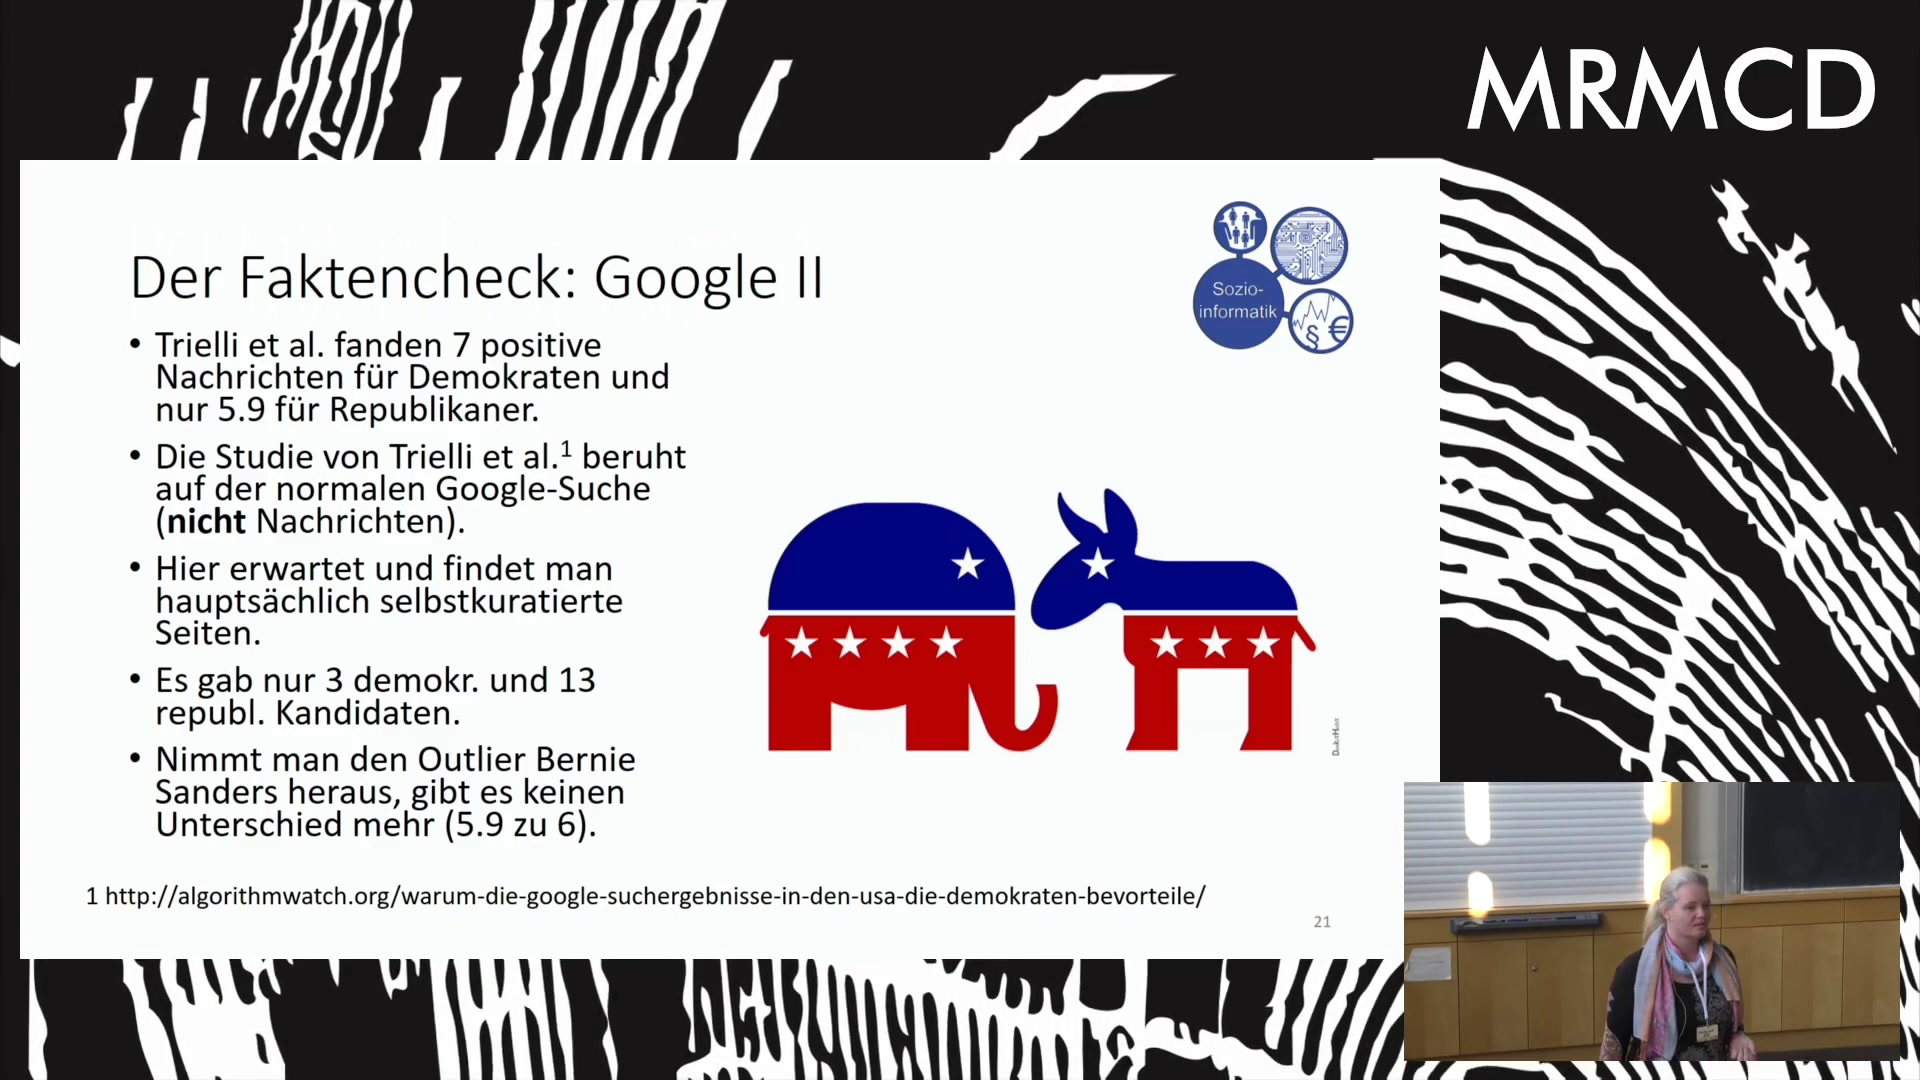 MRMCD
Der Faktencheck: Google II
Sozio-
informatik
§
€
• Trielli et al. fanden 7 positive
Nachrichten für Demokraten und
nur 5.9 für Republikaner.
• Die Studie von Trielli et al.¹ beruht
auf der normalen Google-Suche
(nicht Nachrichten).
• Hier erwartet und findet man
hauptsächlich selbstkuratierte
Seiten.
• Es gab nur 3 demokr. und 13
republ. Kandidaten.
• Nimmt man den Outlier Bernie
Sanders heraus, gibt es keinen
Unterschied mehr (5.9 zu 6).
1 http://algorithmwatch.org/warum-die-google-suchergebnisse-in-den-usa-die-demokraten-bevorteile/
21